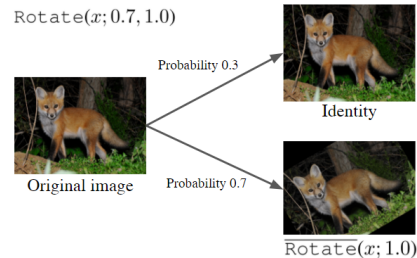 Rotate(x; 0.7, 1.0)
Probability 0.3
Identity
Original image
Probability 0.7
Rotate(x; 1.0)